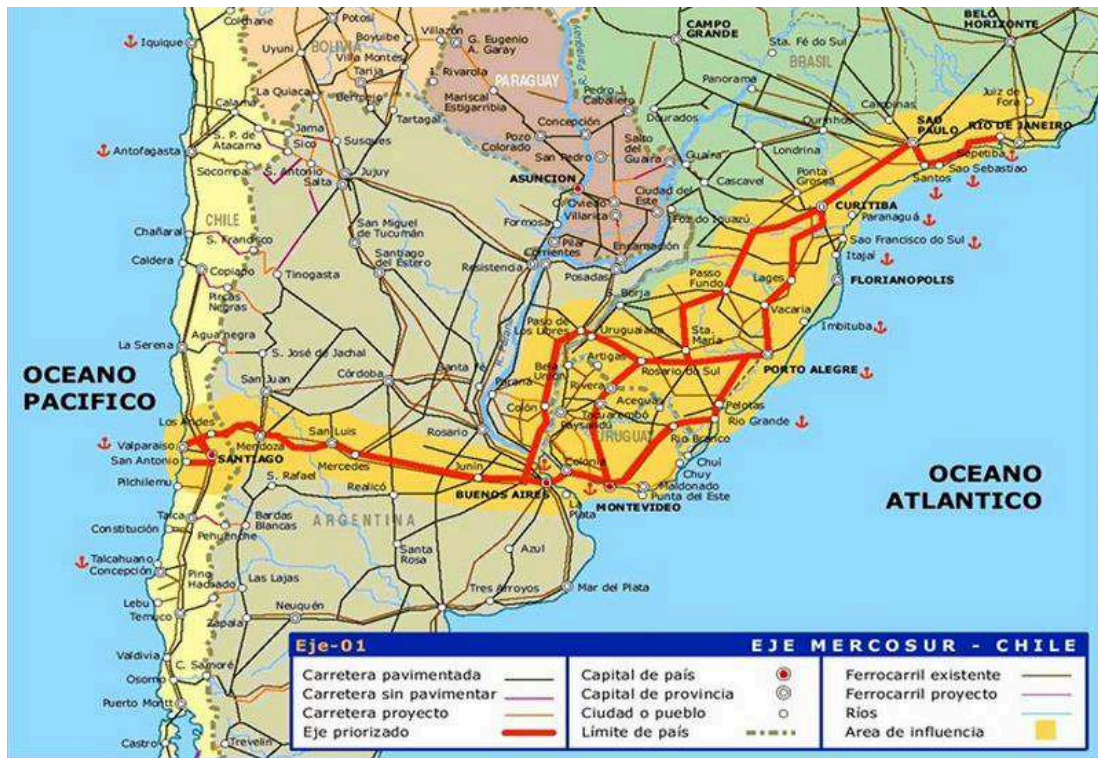 Colchane
Potosí
Boyuibe
Villazón
G. Eugenio
A. Garay
CAMPO
GRANDE
Sta. Fé do Sul
BELO
HORIZONTE
Iquique
Uyuni
BOLIVIA
Villa Montes
Tarija
I. Rivarola
PARAGUAY
R. Paraguay
BRASIL
La Quiaca
Bermejo
Mariscal
Estigarribia
Pedro J.
Caballero
Panorama
Juiz de
Fora
Calama
Tartagal
Concepción
Dourados
Ourinhos
Campinas
SAO
PAULO
RIO DE JANEIRO
S. P. de
Atacama
Jama
Sico
Susques
Pozo
Colorado
San Pedro
Salto
del
Guaira
Guaira
Londrina
Sepetiba
Antofagasta
Socompa
S. Antonio
Jujuy
Salta
ASUNCION
Cascavel
Ponta
Grossa
Santos
Sao Sebastiao
CHILE
C. Oviedo
Villarica
Ciudad del
Este
Foz do Iguazú
CURITIBA
Paranaguá
Chañaral
S. Francisco
San Miguel
de Tucumán
Formosa
Pilar
Encarnación
Sao Francisco do Sul
Itajaí
Caldera
Copiapo
Tinogasta
Santiago
del Estero
Resistencia
Corrientes
Posadas
Passo
Fundo
Lages
FLORIANOPOLIS
Pircas
Negras
S. Borja
Vacaria
Imbituba
La Serena
Agua negra
S. José de Jachal
R. Paraná
Paso de
Los Libres
Uruguaiana
Sta.
Maria
OCEANO
PACIFICO
San Juan
Córdoba
Santa Fé
Paraná
Bella
Unión
Artigas
Rivera
Rosario do Sul
PORTO ALEGRE
Los Andes
Valparaiso
San Antonio
SANTIAGO
Mendoza
San Luis
Mercedes
Rosario
Colón
Paysandú
Tacuarembó
Aceguá
URUGUAY
Pelotas
Rio Grande
Rio Branco
Pilchilemu
S. Rafael
Realicó
Junín
BUENOS AIRES
Colonia
La
Plata
MONTEVIDEO
Chuí
Chuy
Maldonado
Punta del Este
OCEANO
ATLANTICO
Talca
Constitución
Pehuenche
Bardas
Blancas
ARGENTINA
Talcahuano
Concepción
Pino
Hachado
Las Lajas
Santa
Rosa
Azul
Lebu
Temuco
Zapala
Neuquén
Tres Arroyos
Mar del Plata
Valdivia
C. Samoré
Osorno
Puerto Montt
Castro
Trevelin
Eje-01
EJE MERCOSUR - CHILE
Carretera pavimentada
Carretera sin pavimentar
Carretera proyecto
Eje priorizado
Capital de país
Capital de provincia
Ciudad o pueblo
Límite de país
Ferrocarril existente
Ferrocarril proyecto
Ríos
Area de influencia